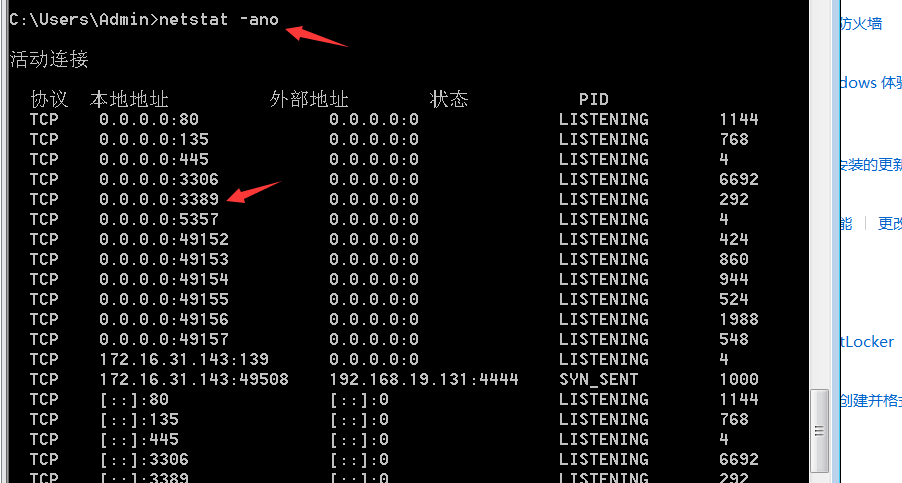 C:\Users\Admin>netstat -ano
防火墙
活动连接
dows 体验
协议 本地地址 外部地址 状态 PID
TCP 0.0.0.0:80 0.0.0.0:0 LISTENING 1144
TCP 0.0.0.0:135 0.0.0.0:0 LISTENING 768
TCP 0.0.0.0:445 0.0.0.0:0 LISTENING 4
安装的更新
TCP 0.0.0.0:3306 0.0.0.0:0 LISTENING 6692
TCP 0.0.0.0:3389 0.0.0.0:0 LISTENING 292
TCP 0.0.0.0:5357 0.0.0.0:0 LISTENING 4
能 | 更改
TCP 0.0.0.0:49152 0.0.0.0:0 LISTENING 424
TCP 0.0.0.0:49153 0.0.0.0:0 LISTENING 860
TCP 0.0.0.0:49154 0.0.0.0:0 LISTENING 944
TCP 0.0.0.0:49155 0.0.0.0:0 LISTENING 524
TCP 0.0.0.0:49156 0.0.0.0:0 LISTENING 1988
TCP 0.0.0.0:49157 0.0.0.0:0 LISTENING 548
tLocker
TCP 172.16.31.143:139 0.0.0.0:0 LISTENING 4
TCP 172.16.31.143:49508 192.168.19.131:4444 SYN_SENT 1000
TCP [::]:80 [::]:0 LISTENING 1144
创建并格式
TCP [::]:135 [::]:0 LISTENING 768
TCP [::]:445 [::]:0 LISTENING 4
TCP [::]:3306 [::]:0 LISTENING 6692
TCP [::]:3389 [::]:0 LISTENING 292